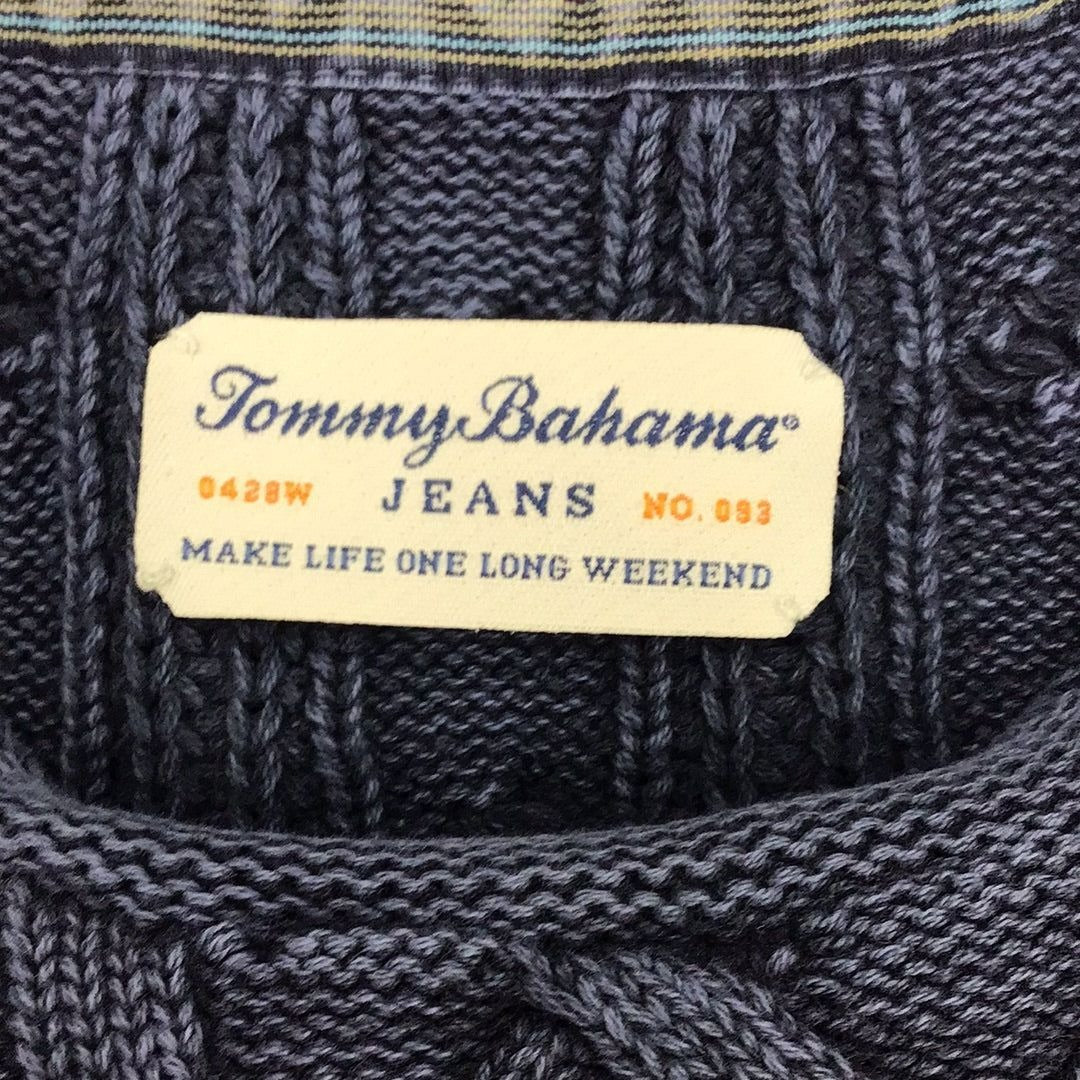 Tommy Bahama®
0428W JEANS NO. 093
MAKE LIFE ONE LONG WEEKEND